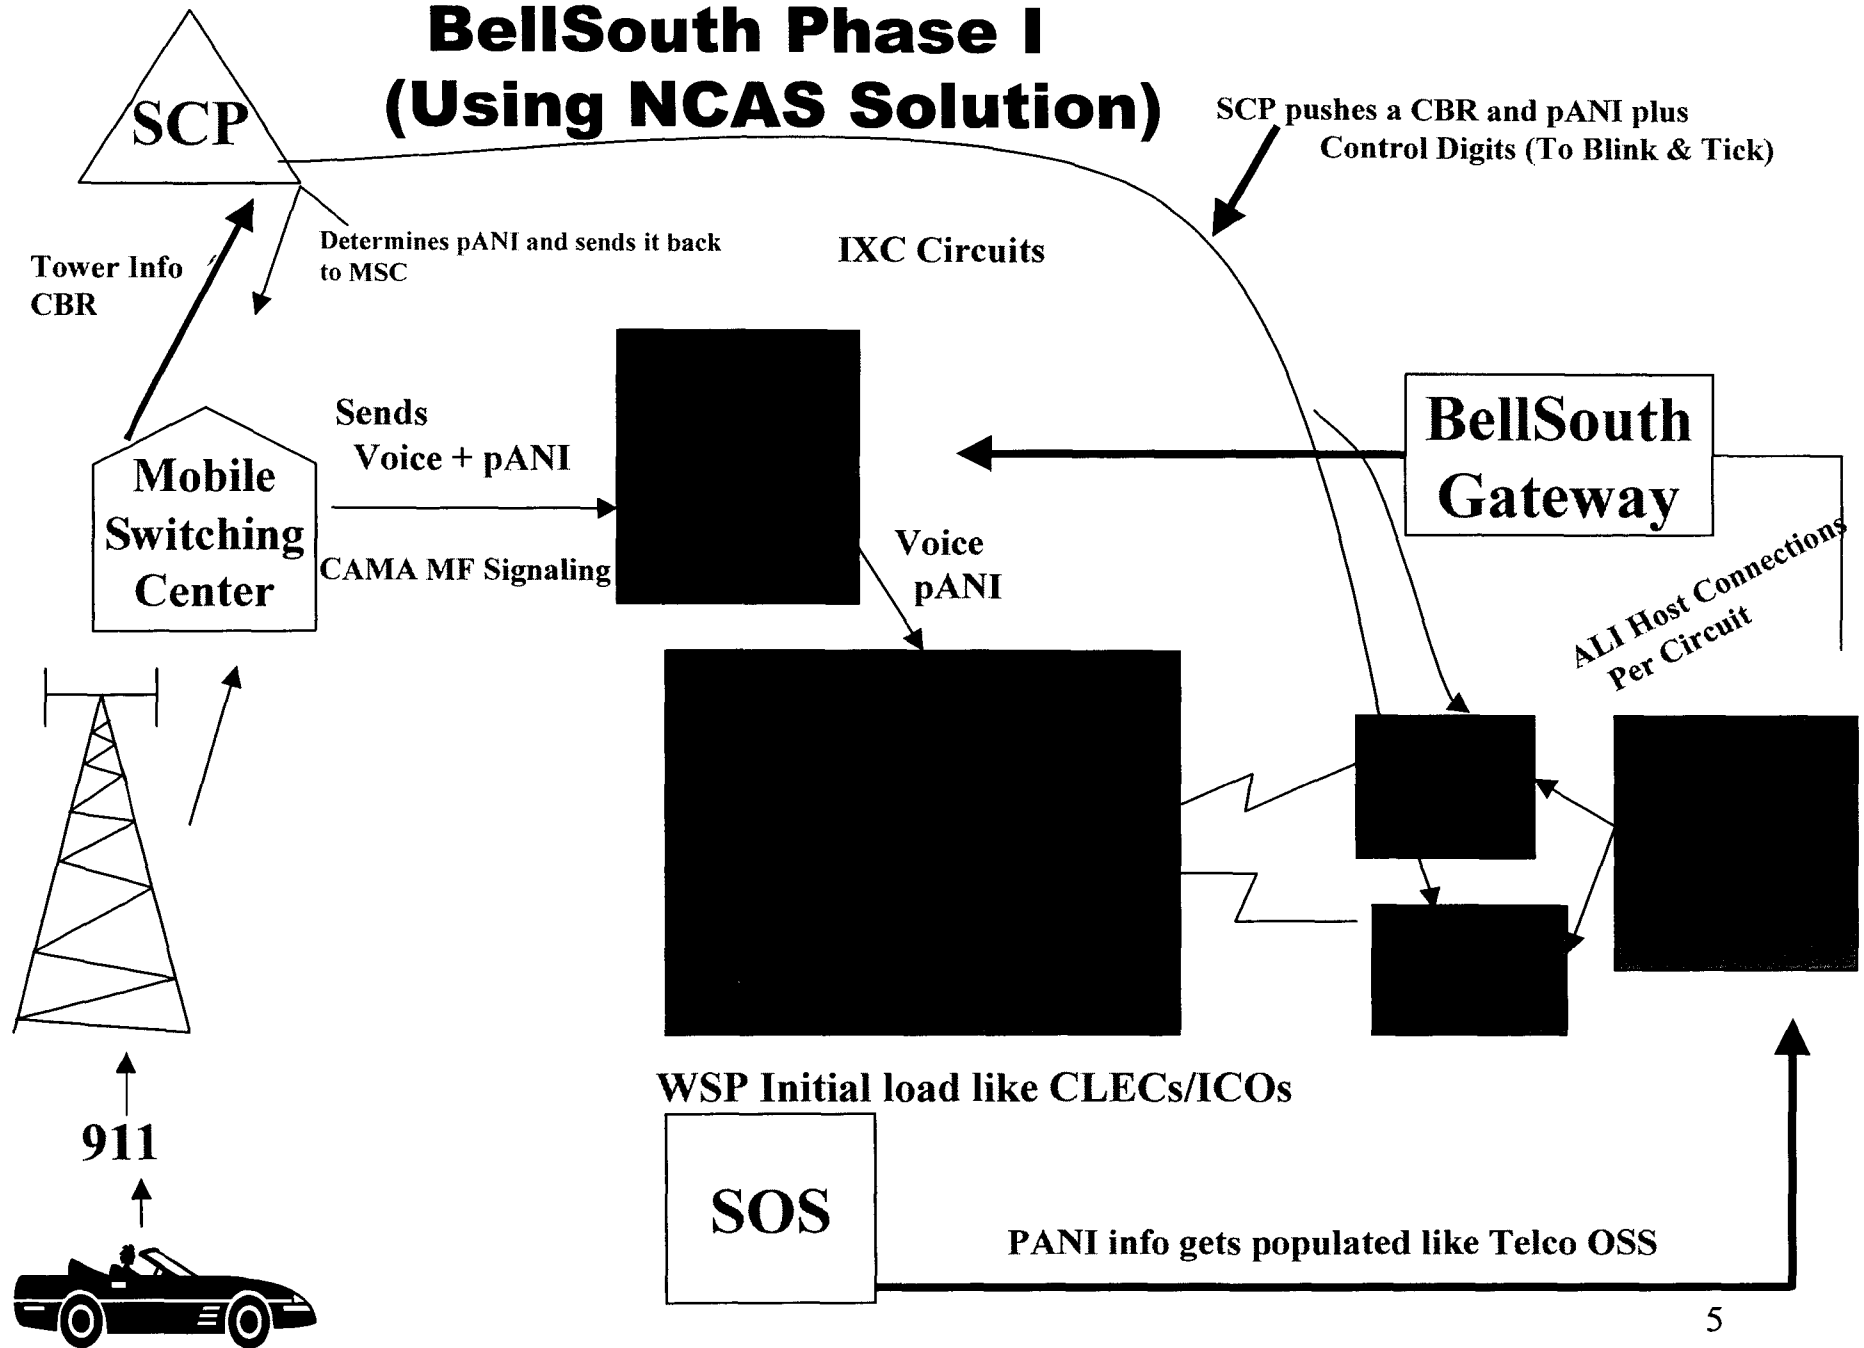 BellSouth Phase I
(Using NCAS Solution)
SCP
SCP pushes a CBR and pANI plus
Control Digits (To Blink & Tick)
Determines pANI and sends it back
to MSC
IXC Circuits
Tower Info
CBR
Sends
Voice + pANI
BellSouth
Gateway
Mobile
Switching
Center
CAMA MF Signaling
Voice
pANI
ALI Host Connections
Per Circuit
WSP Initial load like CLECs/ICOs
911
SOS
PANI info gets populated like Telco OSS
5